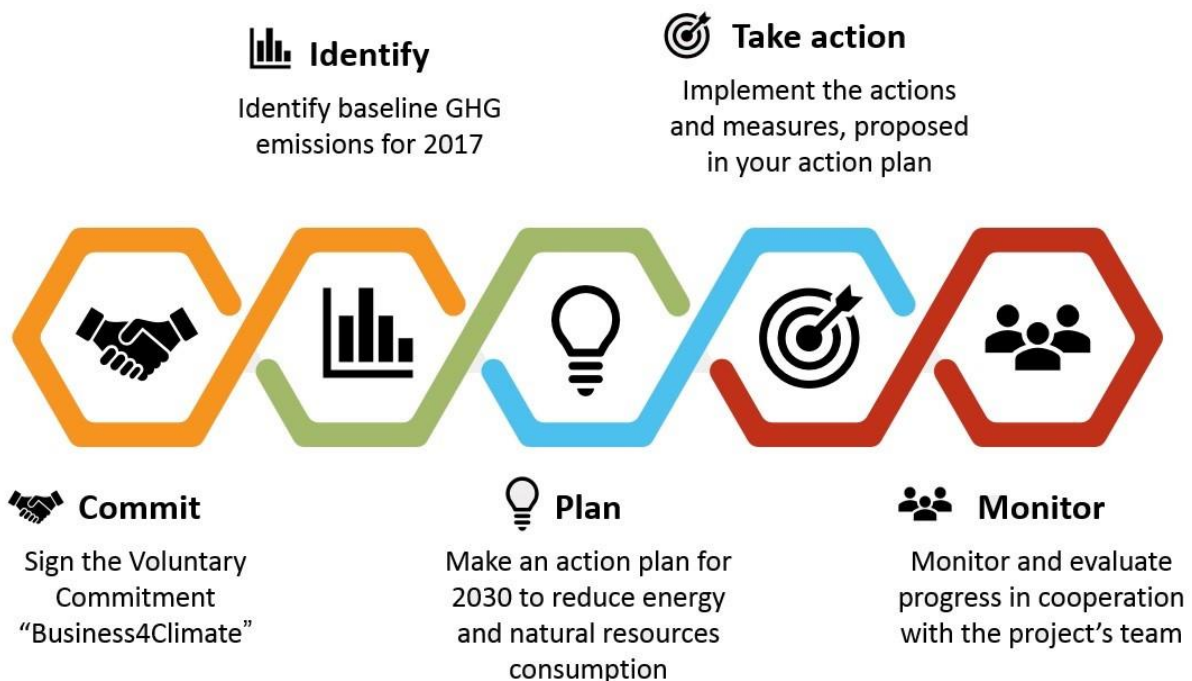 Identify
Identify baseline GHG
emissions for 2017
Take action
Implement the actions
and measures, proposed
in your action plan
Commit
Sign the Voluntary
Commitment
“Business4Climate”
Plan
Make an action plan for
2030 to reduce energy
and natural resources
consumption
Monitor
Monitor and evaluate
progress in cooperation
with the project’s team